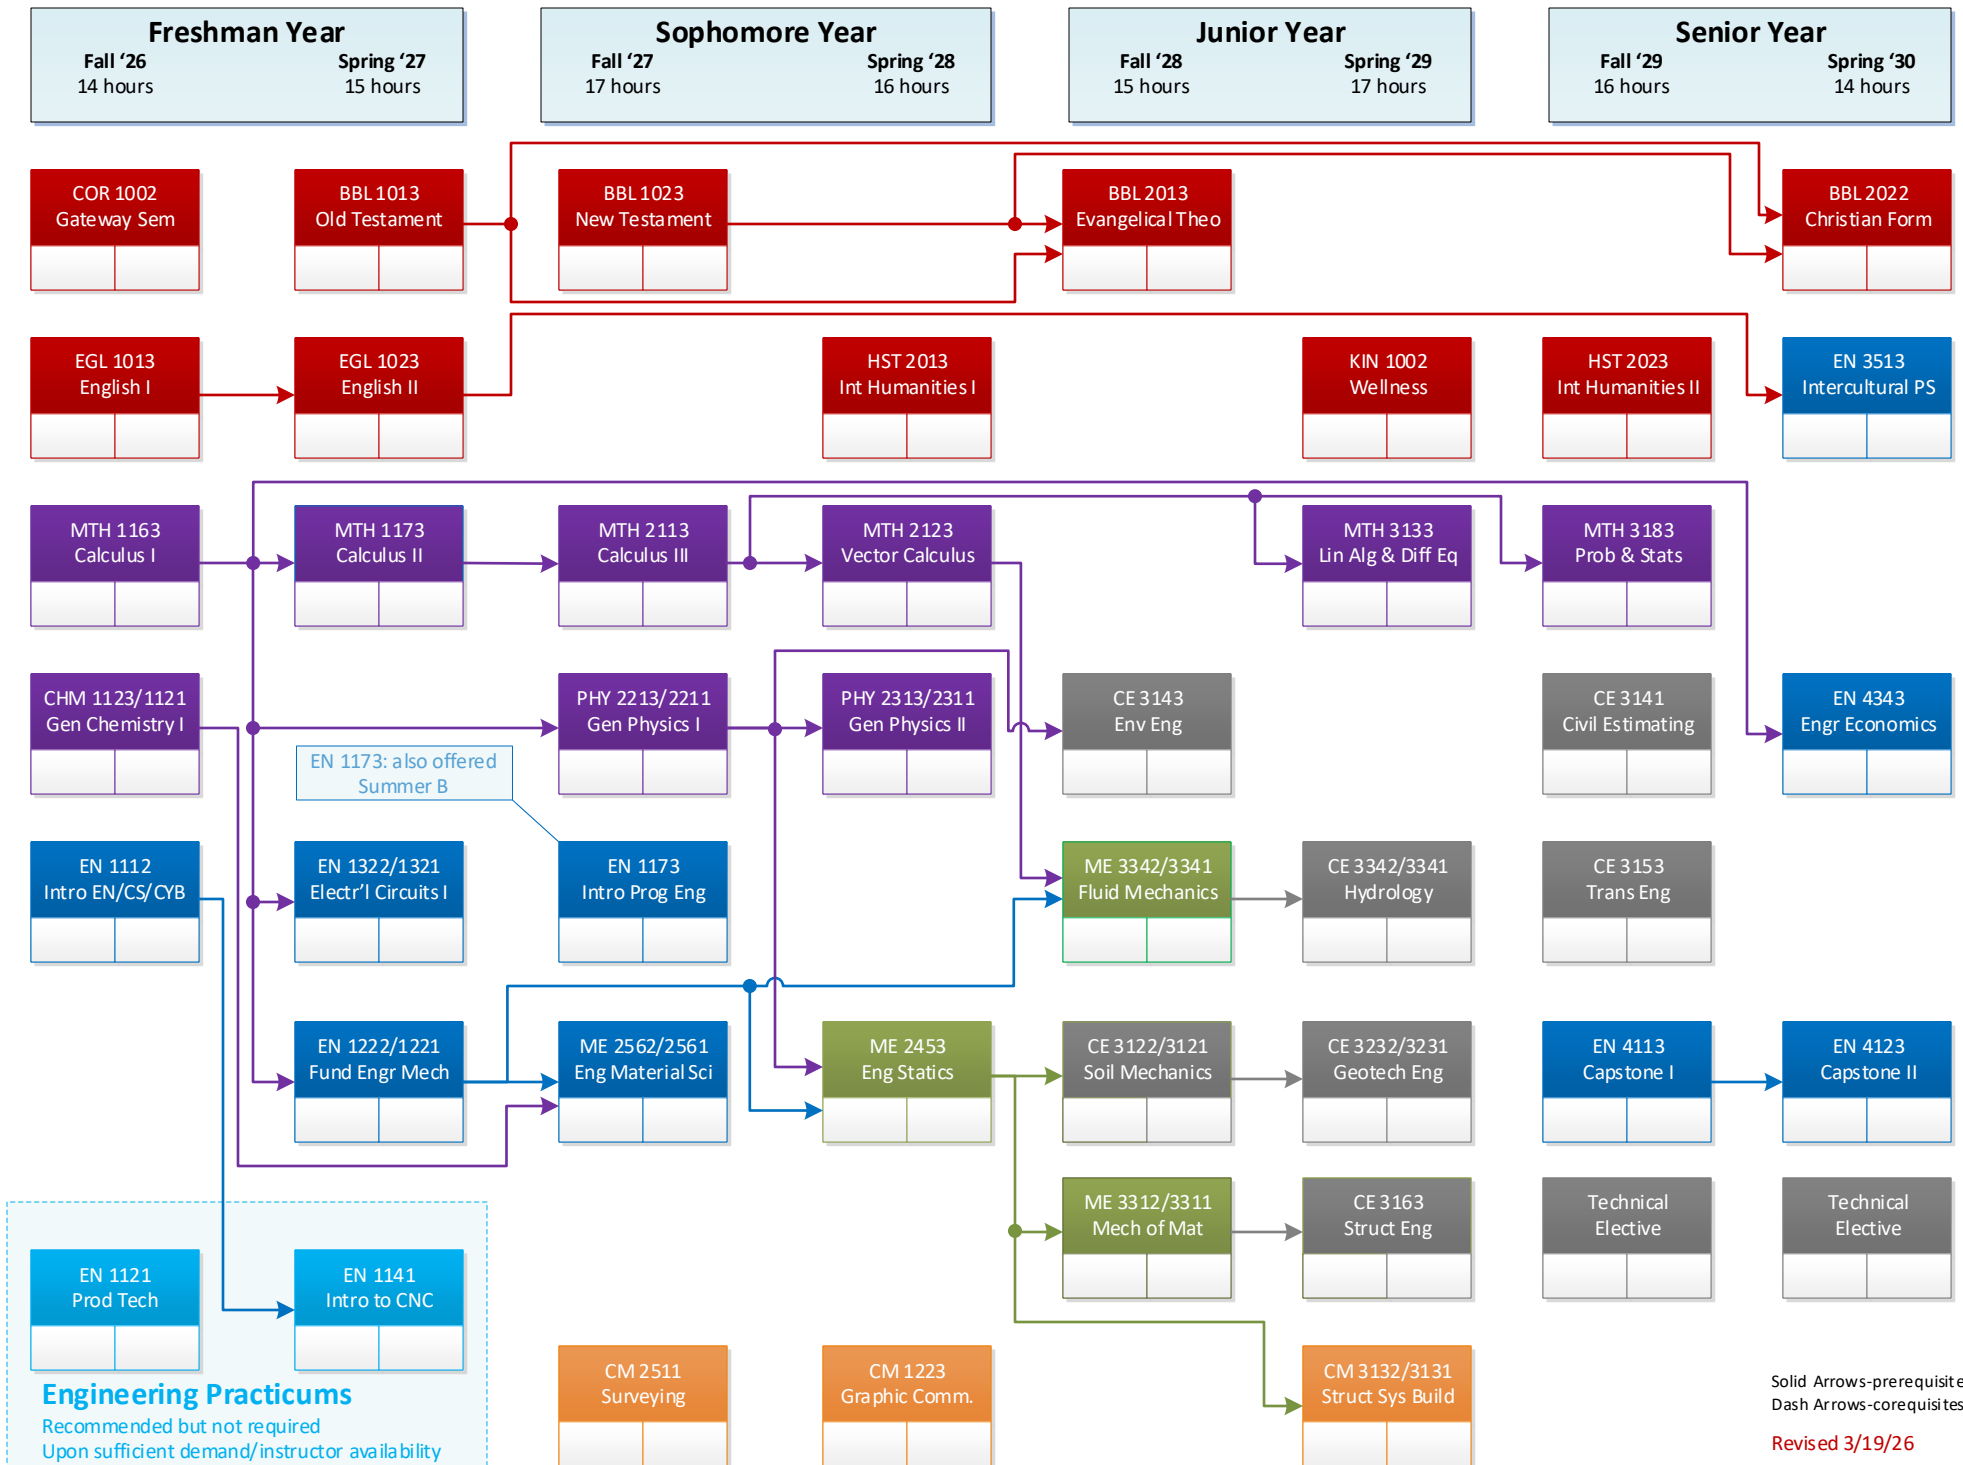 Freshman Year
Fall ‘26
Spring ‘27
14 hours
15 hours
Sophomore Year
Fall ‘27
Spring ‘28
17 hours
16 hours
Junior Year
Fall ‘28
Spring ‘29
15 hours
17 hours
Senior Year
Fall ‘29
Spring ‘30
16 hours
14 hours
COR 1002
Gateway Sem
BBL 1013
Old Testament
BBL 1023
New Testament
BBL 2013
Evangelical Theo
BBL 2022
Christian Form
EGL 1013
English I
EGL 1023
English II
HST 2013
Int Humanities I
KIN 1002
Wellness
HST 2023
Int Humanities II
EN 3513
Intercultural PS
MTH 1163
Calculus I
MTH 1173
Calculus II
MTH 2113
Calculus III
MTH 2123
Vector Calculus
MTH 3133
Lin Alg & Diff Eq
MTH 3183
Prob & Stats
CHM 1123/1121
Gen Chemistry I
PHY 2213/2211
Gen Physics I
PHY 2313/2311
Gen Physics II
CE 3143
Env Eng
CE 3141
Civil Estimating
EN 4343
Engr Economics
EN 1173: also offered
Summer B
EN 1112
Intro EN/CS/CYB
EN 1322/1321
Electr’l Circuits I
EN 1173
Intro Prog Eng
ME 3342/3341
Fluid Mechanics
CE 3342/3341
Hydrology
CE 3153
Trans Eng
EN 1222/1221
Fund Engr Mech
ME 2562/2561
Eng Material Sci
ME 2453
Eng Statics
CE 3122/3121
Soil Mechanics
CE 3232/3231
Geotech Eng
EN 4113
Capstone I
EN 4123
Capstone II
ME 3312/3311
Mech of Mat
CE 3163
Struct Eng
Technical
Elective
Technical
Elective
EN 1121
Prod Tech
EN 1141
Intro to CNC
Engineering Practicums
Recommended but not required
Upon sufficient demand/instructor availability
CM 2511
Surveying
CM 1223
Graphic Comm.
CM 3132/3131
Struct Sys Build
Solid Arrows-prerequisite
Dash Arrows-corequisites
Revised 3/19/26